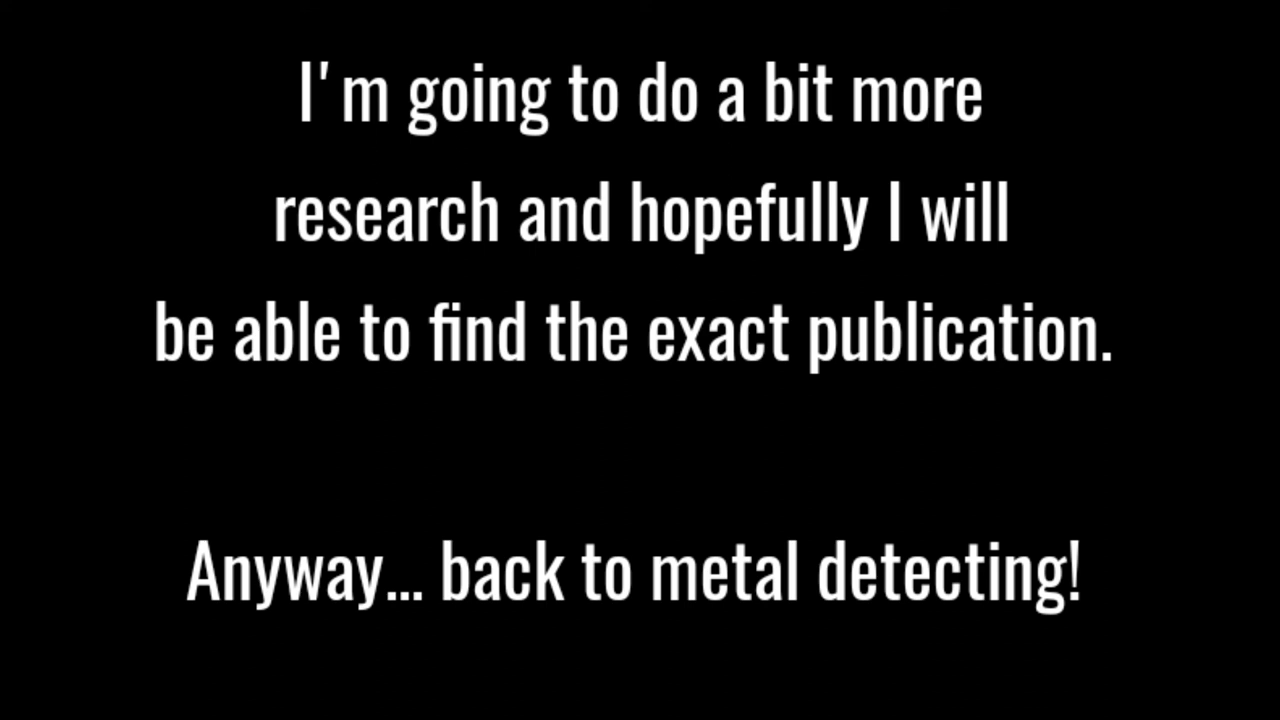 I'm going to do a bit more
research and hopefully I will
be able to find the exact publication.
Anyway... back to metal detecting!